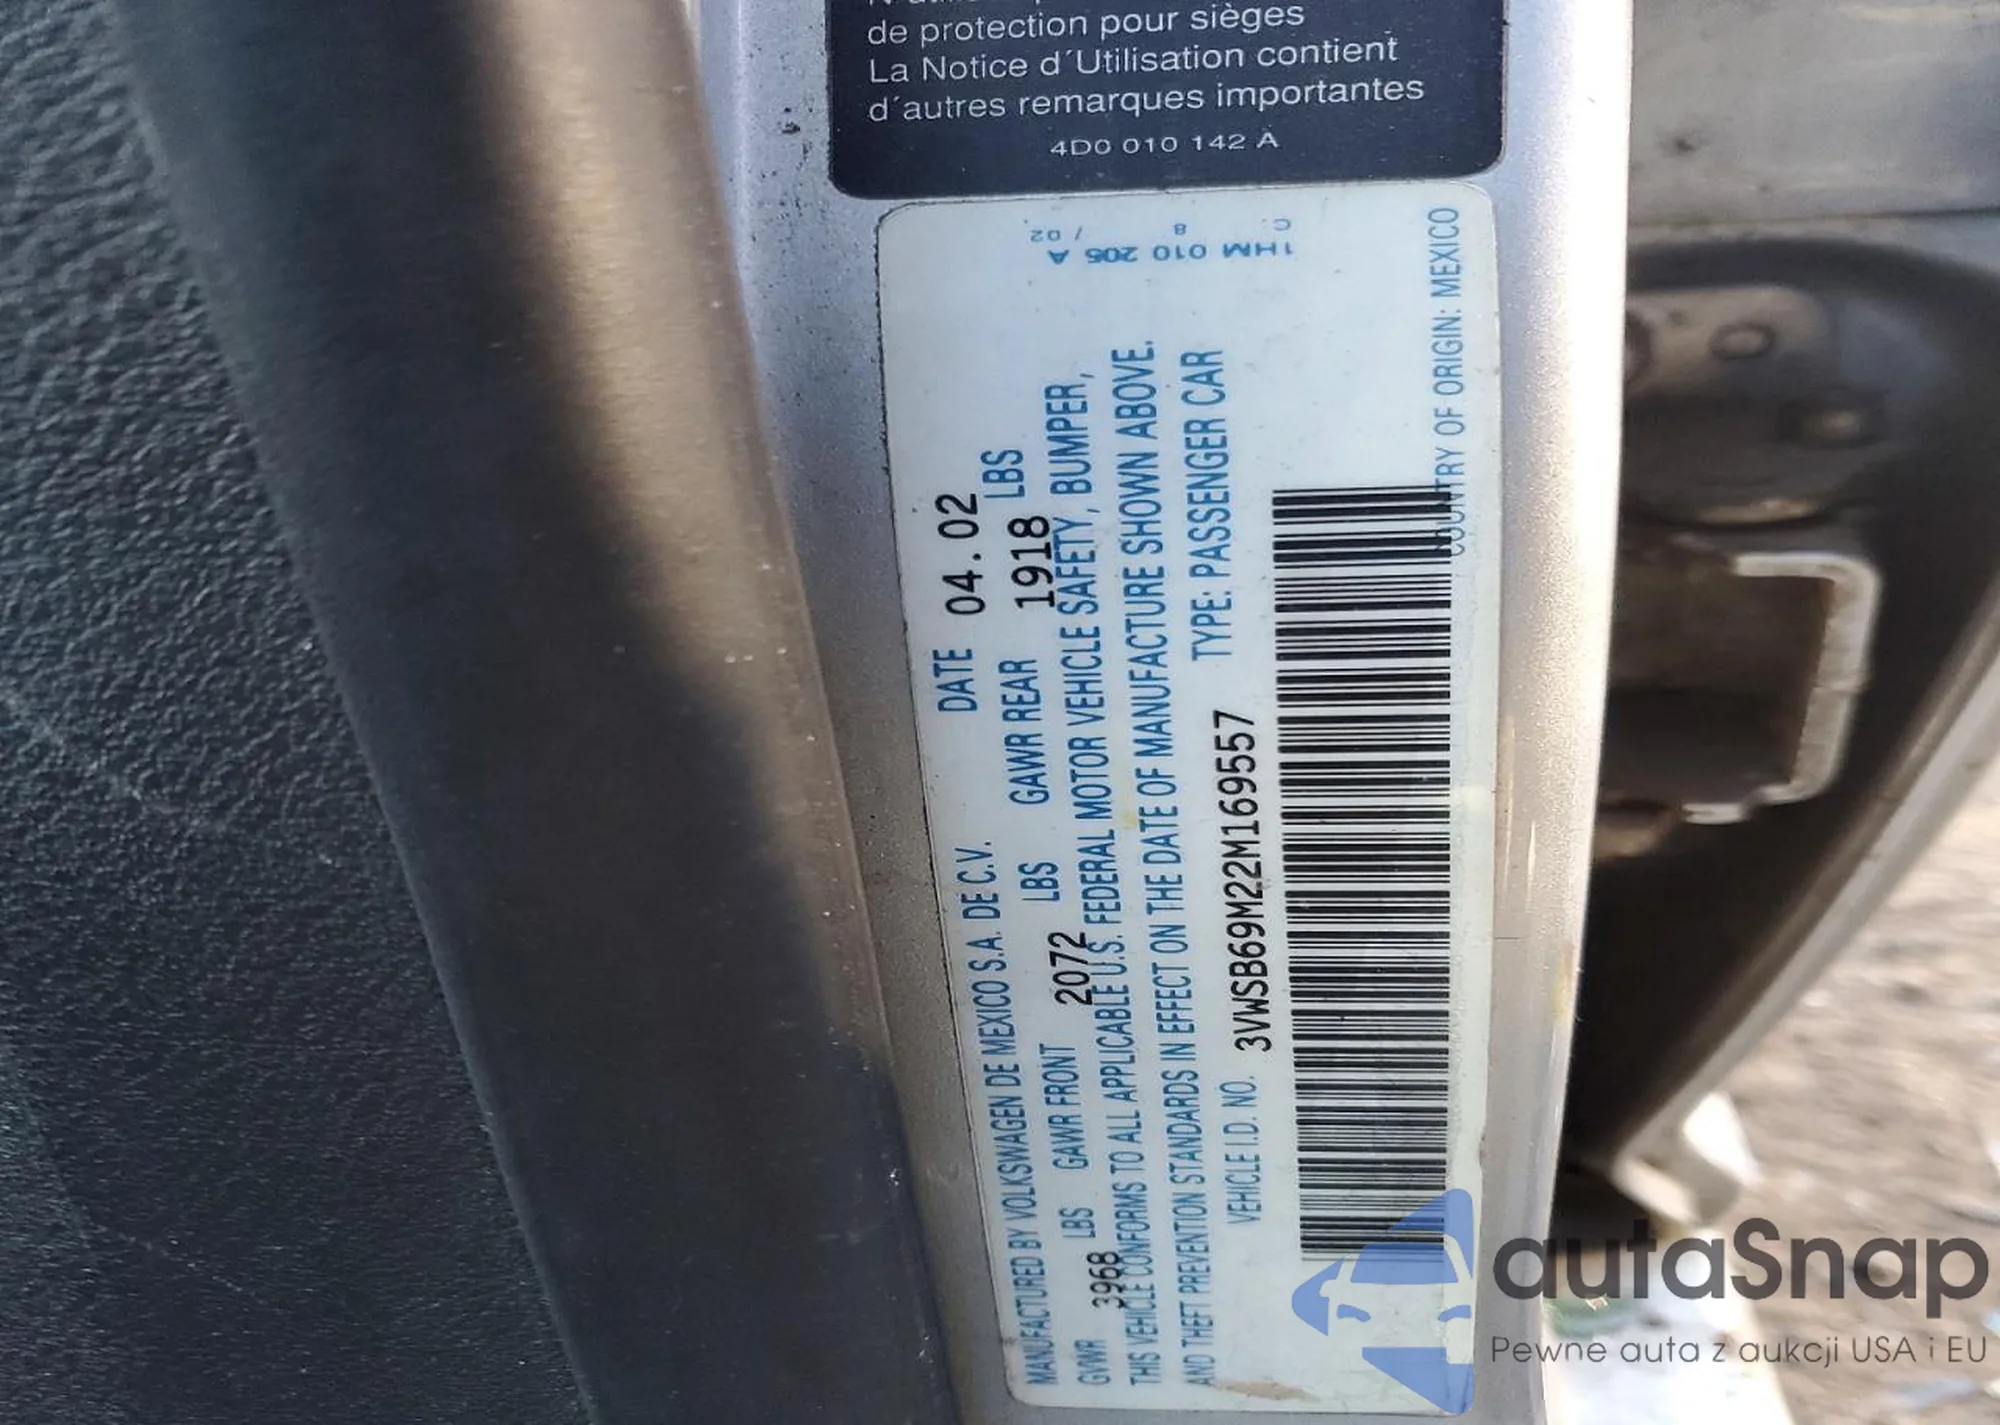 de protection pour sièges
La Notice d´Utilisation contient
d´autres remarques importantes
4D0 010 142 A
MANUFACTURED BY VOLKSWAGEN DE MEXICO S.A. DE C.V. DATE 04.02
GVWR 3968 LBS GAWR FRONT 2072 LBS GAWR REAR 1918 LBS
THIS VEHICLE CONFORMS TO ALL APPLICABLE U.S. FEDERAL MOTOR VEHICLE SAFETY, BUMPER,
AND THEFT PREVENTION STANDARDS IN EFFECT ON THE DATE OF MANUFACTURE SHOWN ABOVE.
VEHICLE I.D. NO. 3VWSB69M22M169557 TYPE: PASSENGER CAR
COUNTRY OF ORIGIN: MEXICO
1HM 010 205 A
C. 8 / 02
autaSnap
Pewne auta z aukcji USA i EU